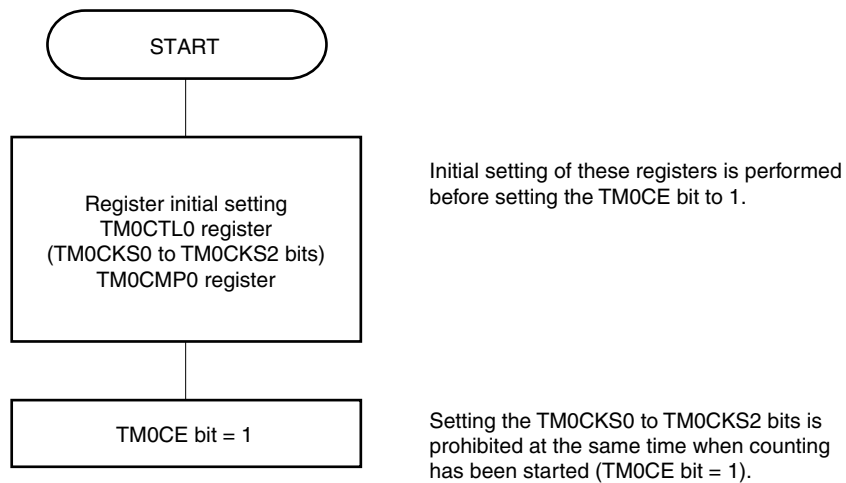 START
Register initial setting
TM0CTL0 register
(TM0CKS0 to TM0CKS2 bits)
TM0CMP0 register
Initial setting of these registers is performed
before setting the TM0CE bit to 1.
TM0CE bit = 1
Setting the TM0CKS0 to TM0CKS2 bits is
prohibited at the same time when counting
has been started (TM0CE bit = 1).